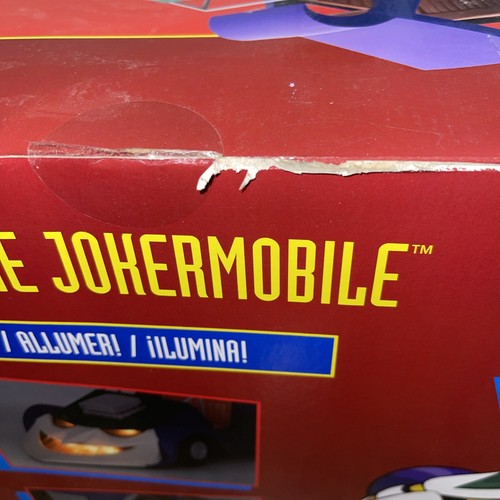 JOKERMOBILE™
/ ALLUMER! / ¡ILUMINA!